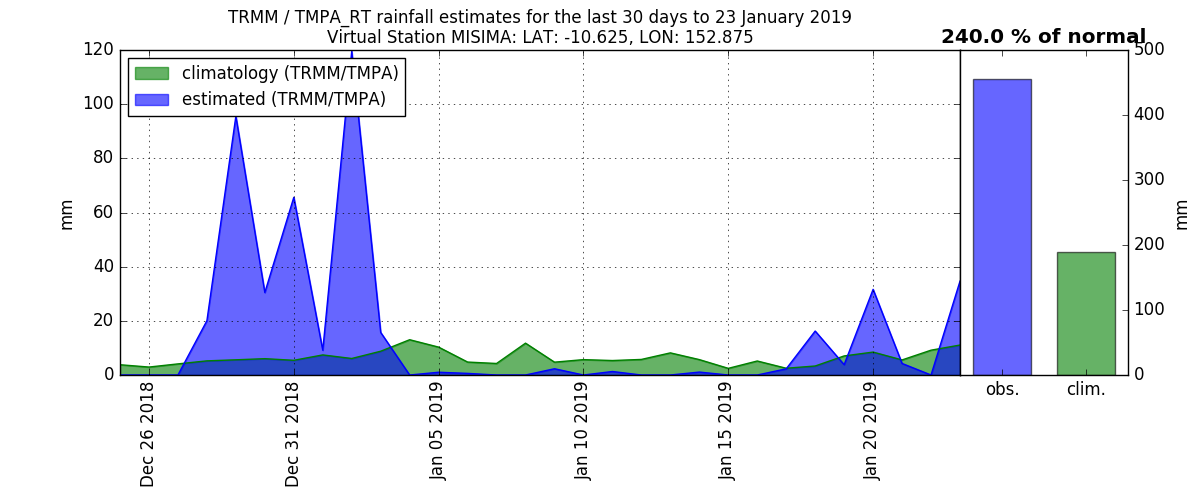 TRMM / TMPA_RT rainfall estimates for the last 30 days to 23 January 2019
Virtual Station MISIMA: LAT: -10.625, LON: 152.875
240.0 % of normal
climatology (TRMM/TMPA)
estimated (TRMM/TMPA)
120
100
80
60
40
20
0
mm
Dec 26 2018
Dec 31 2018
Jan 05 2019
Jan 10 2019
Jan 15 2019
Jan 20 2019
500
400
300
200
100
0
mm
obs.
clim.